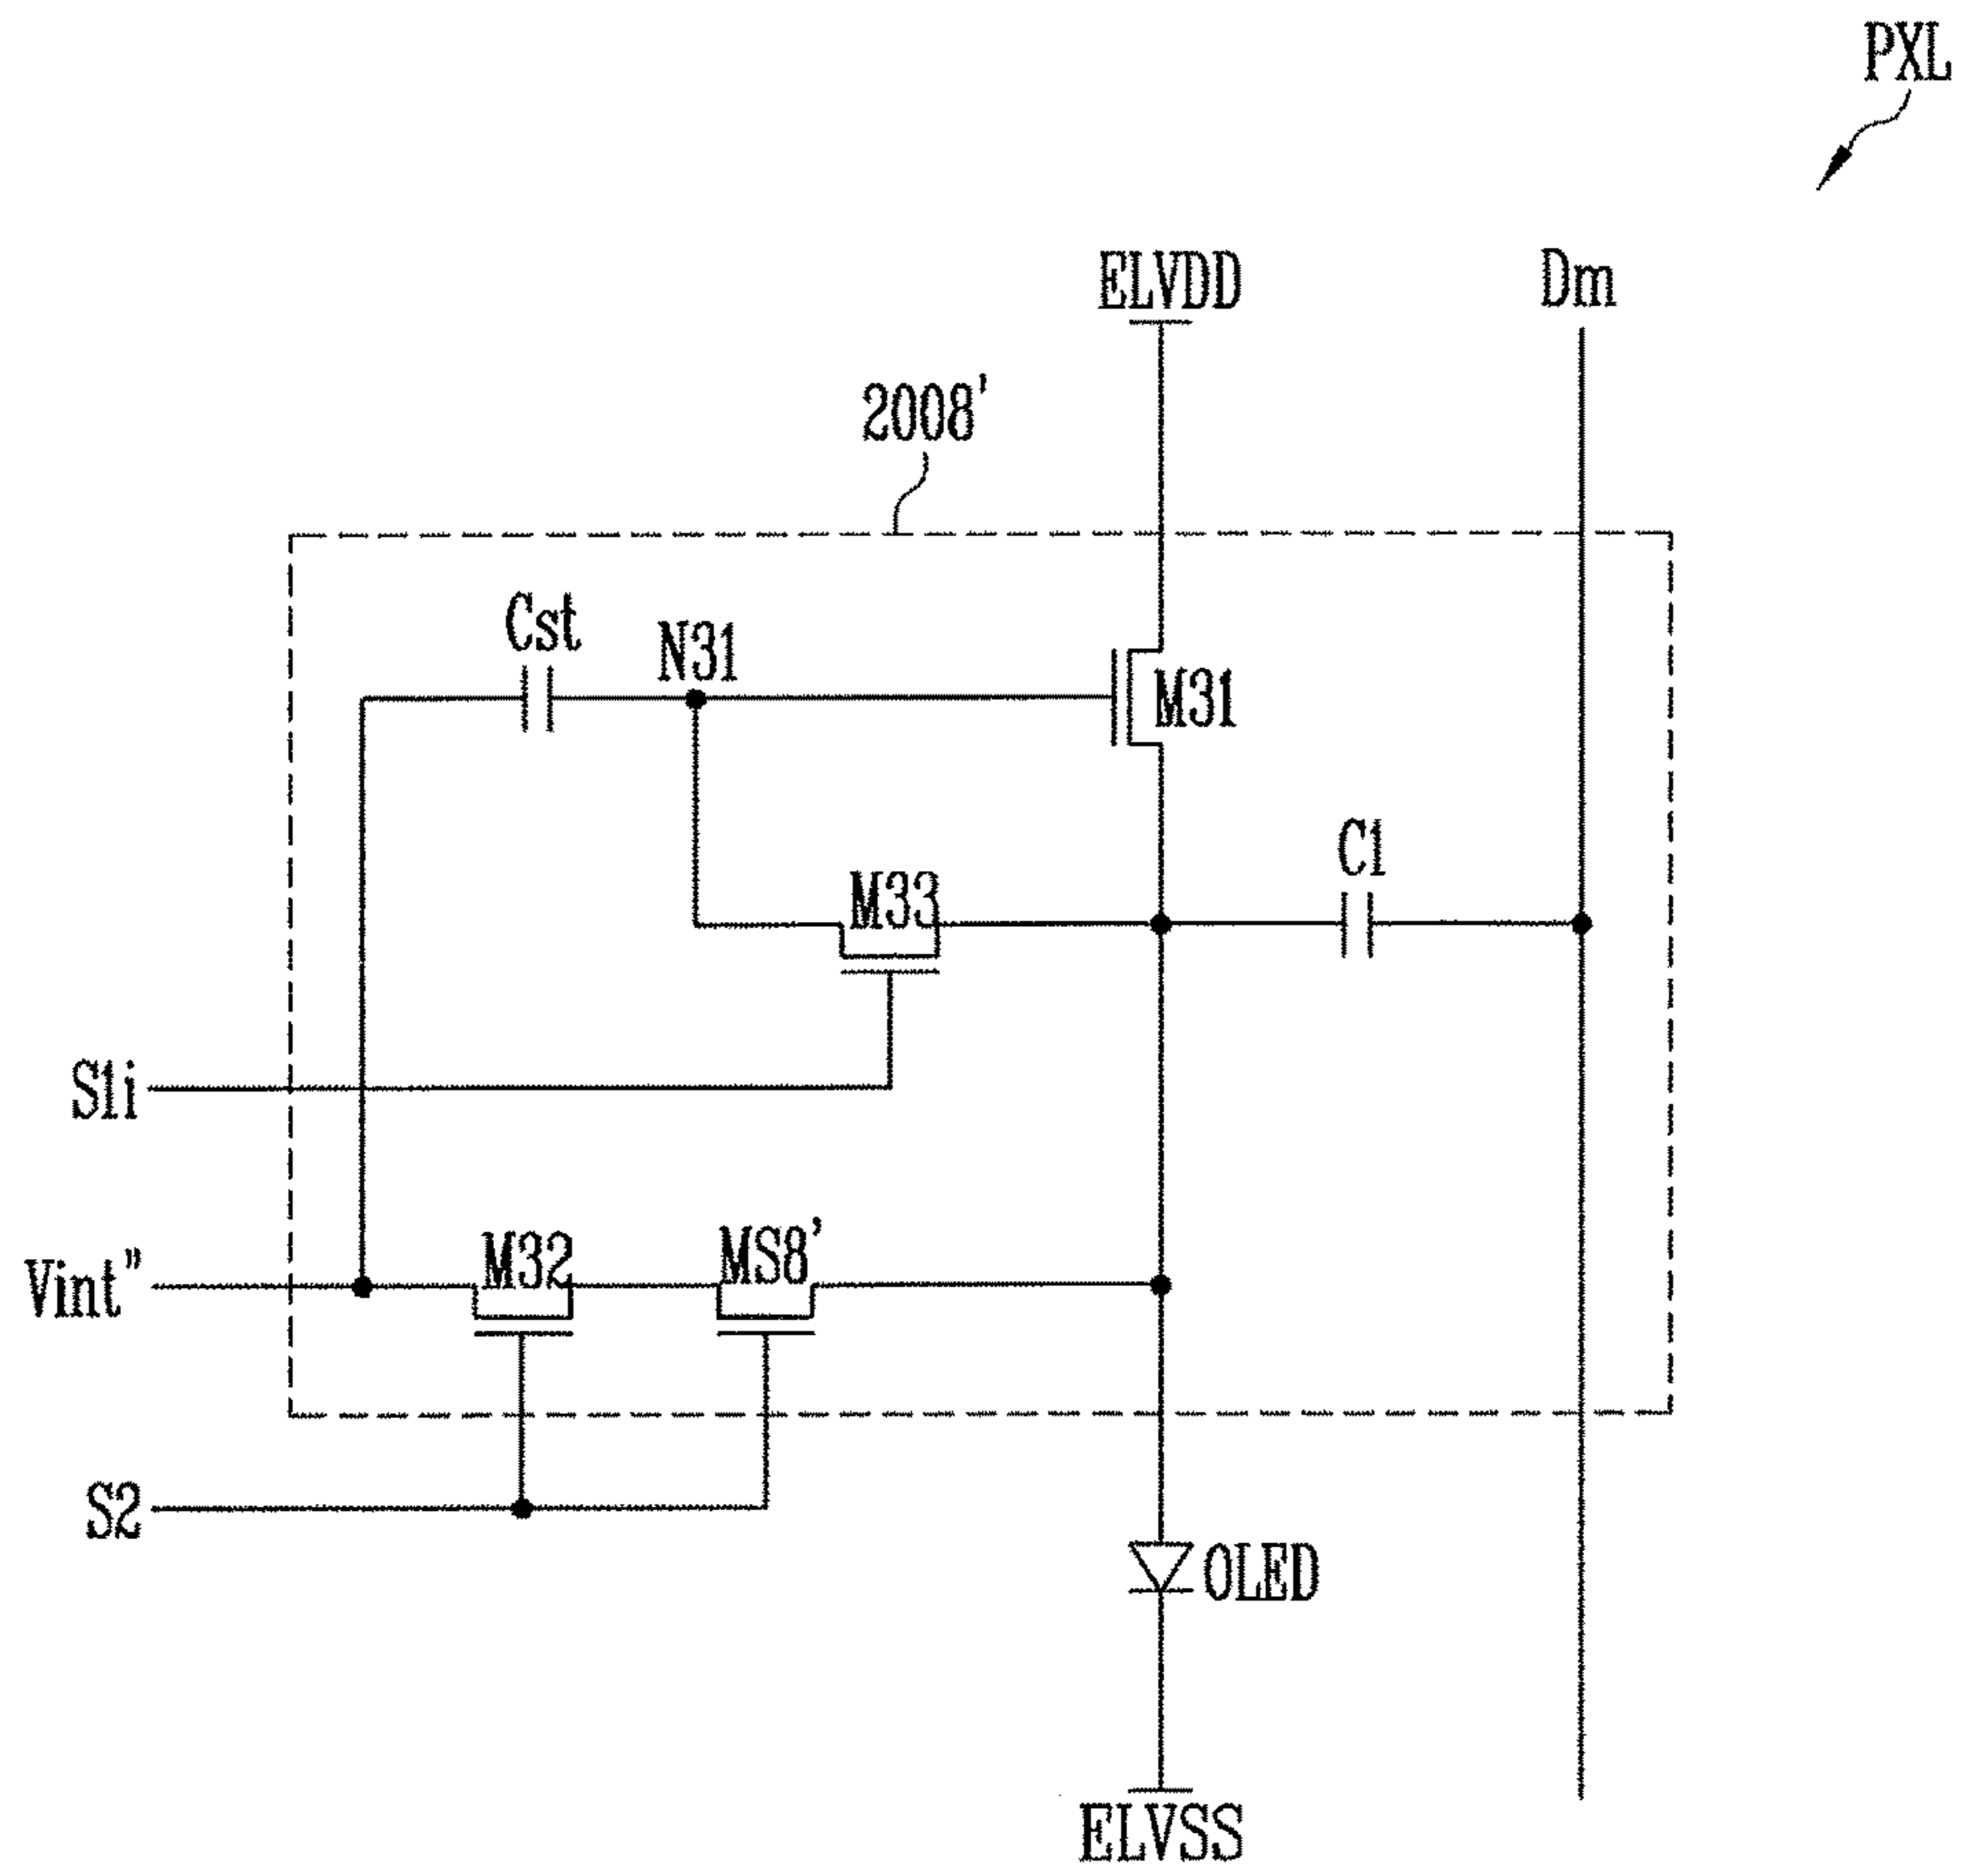 PXL
ELVDD
Dm
2008'
Cst
N31
M31
C1
M33
S1i
Vint"
M32
MS8'
S2
OLED
ELVSS